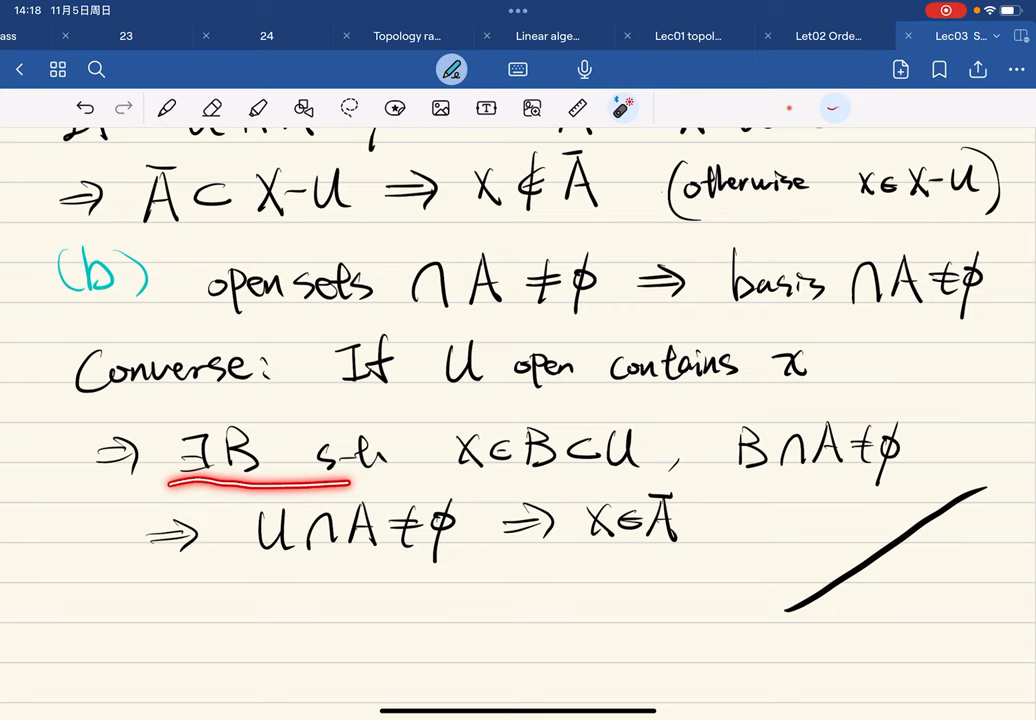 14:18 11月5日周日
ass 23 24 Topology ra... Linear alge... Lec01 topol... Let02 Orde... Lec03 S...
⇒ Ā ⊂ X-U ⇒ x ∉ Ā (otherwise x ∈ X-U)
(b) open sets ∩ A ≠ ϕ ⇒ basis ∩ A ≠ ϕ
Converse: If U open contains x
⇒ ∃B s.th x ∈ B ⊂ U, B ∩ A ≠ ϕ
⇒ U ∩ A ≠ ϕ ⇒ x ∈ Ā